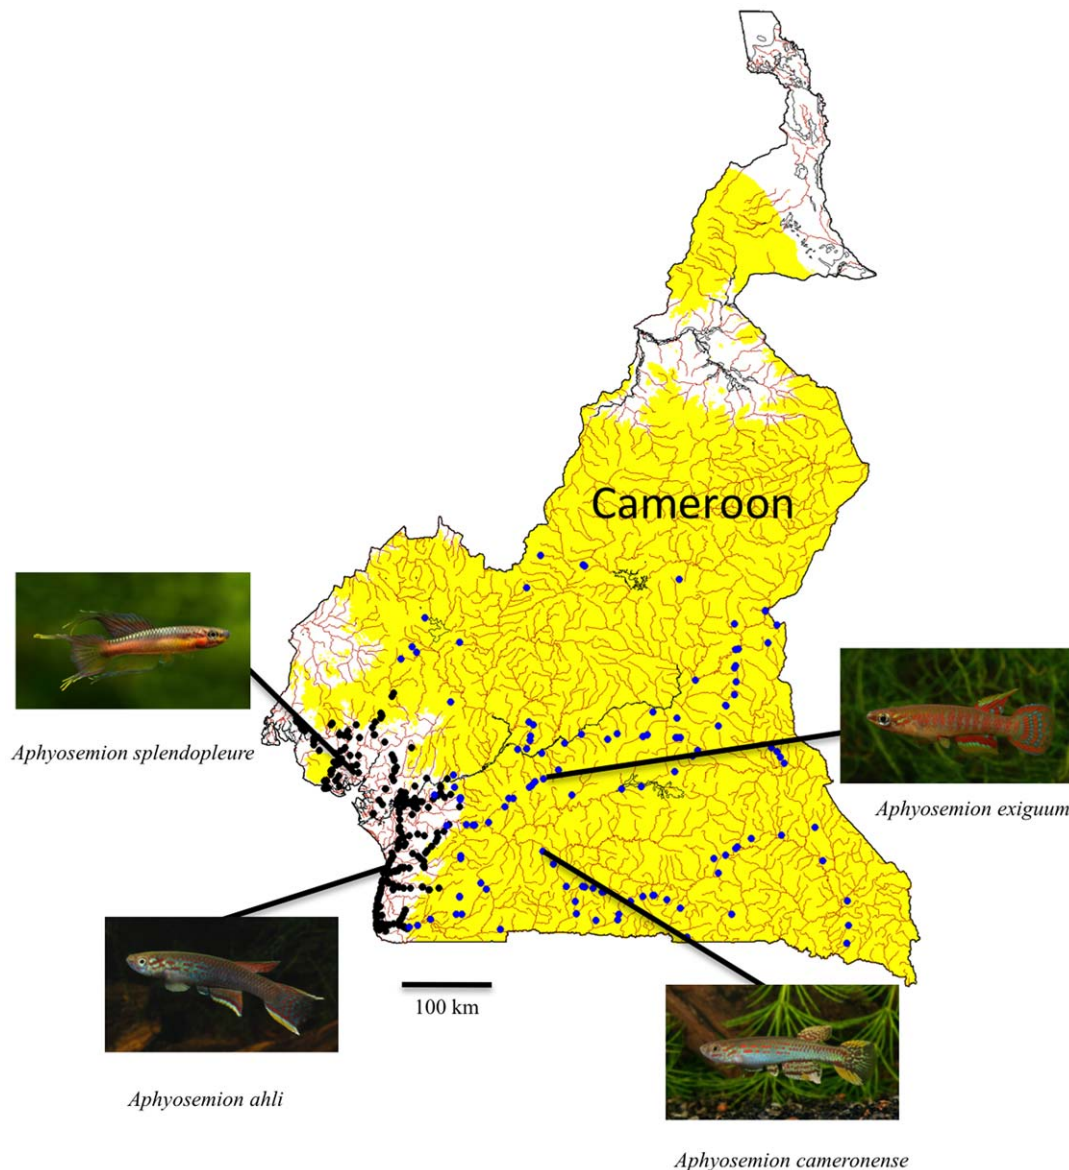 Cameroon
Aphyosemion splendopleure
Aphyosemion exiguum
100 km
Aphyosemion ahli
Aphyosemion cameronense